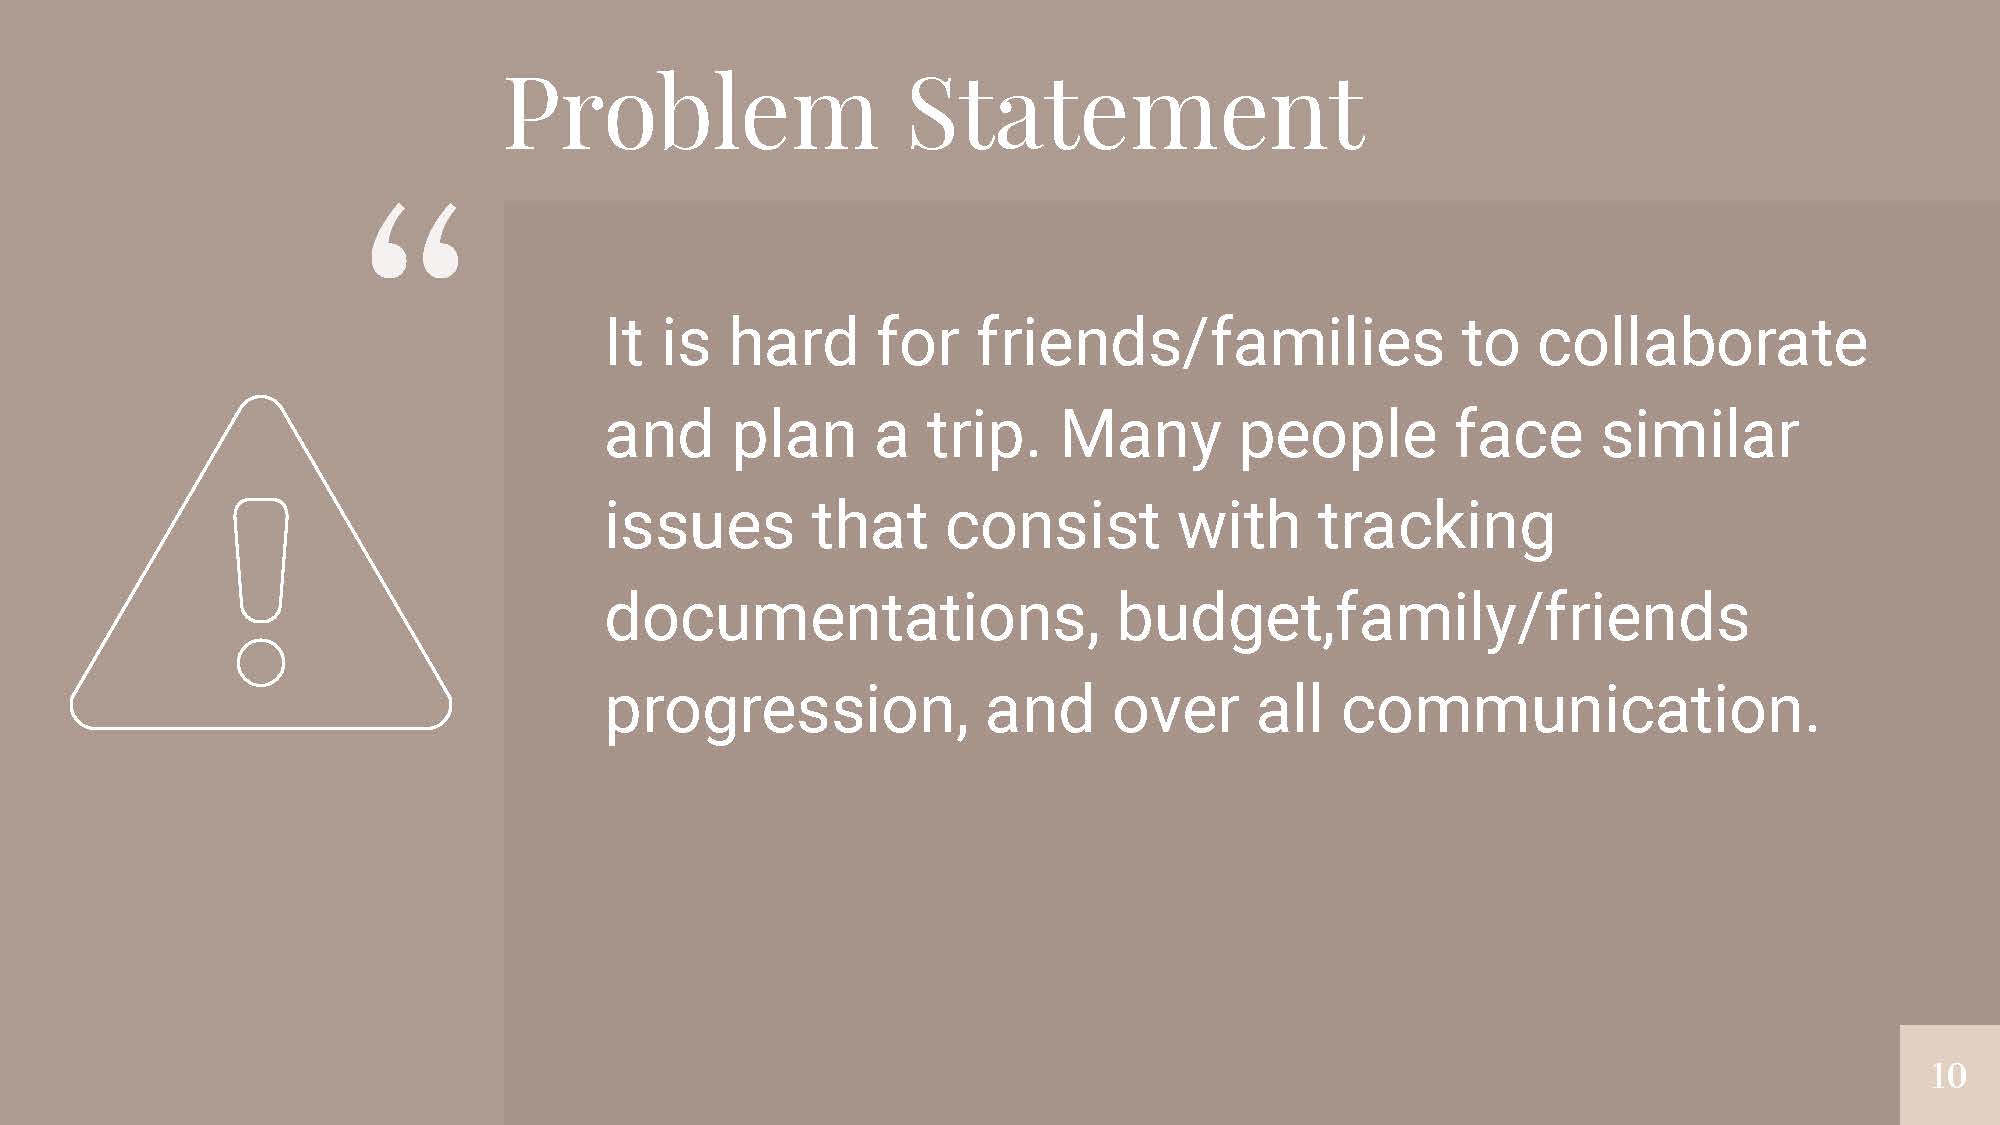 Problem Statement
“
It is hard for friends/families to collaborate
and plan a trip. Many people face similar
issues that consist with tracking
documentations, budget,family/friends
progression, and over all communication.
10